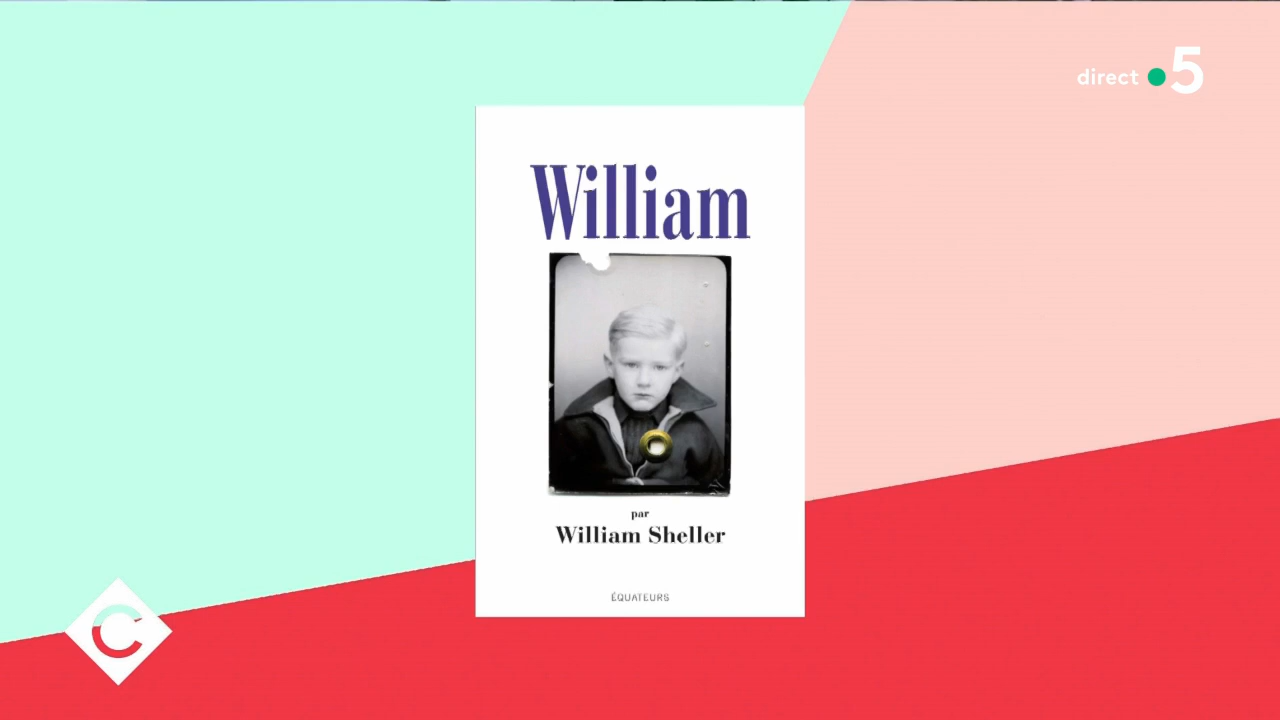 direct 5
William
par
William Sheller
ÉQUATEURS
C